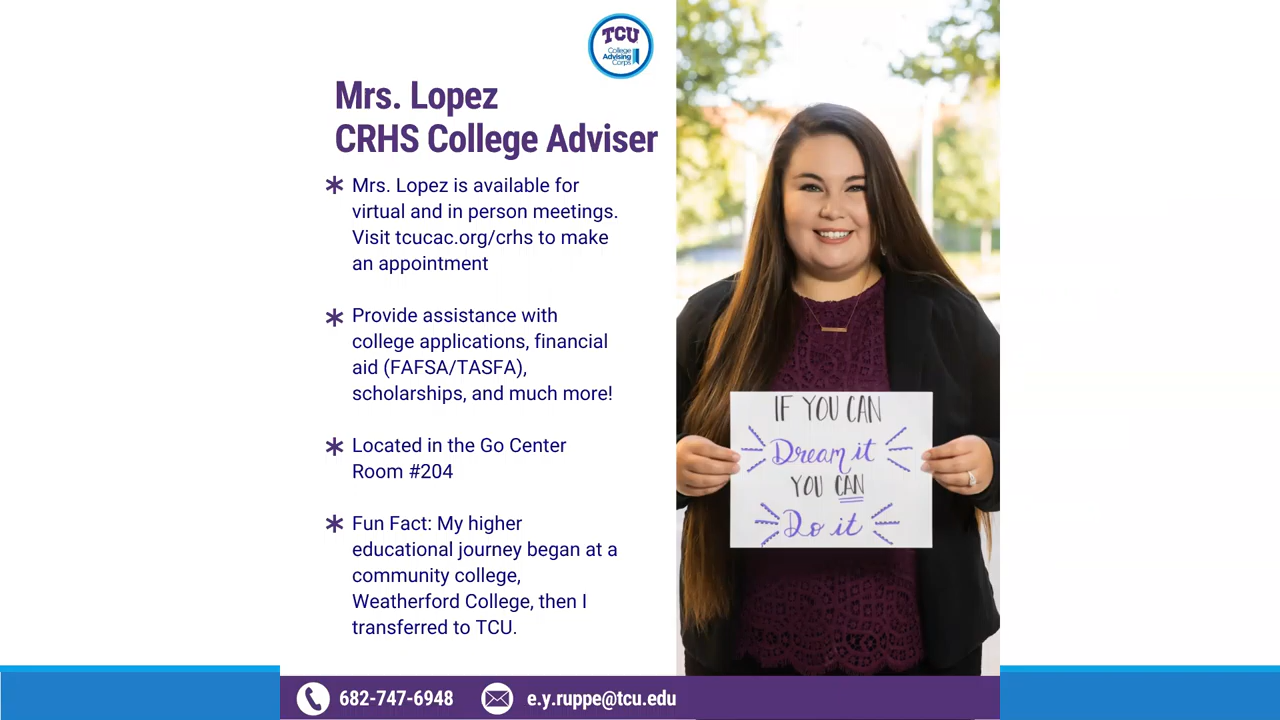 TCU
College
Advising
Corps
Mrs. Lopez
CRHS College Adviser
Mrs. Lopez is available for
virtual and in person meetings.
Visit tcucac.org/crhs to make
an appointment
Provide assistance with
college applications, financial
aid (FAFSA/TASFA),
scholarships, and much more!
Located in the Go Center
Room #204
Fun Fact: My higher
educational journey began at a
community college,
Weatherford College, then I
transferred to TCU.
IF YOU CAN
Dream it
YOU CAN
Do it
682-747-6948
e.y.ruppe@tcu.edu